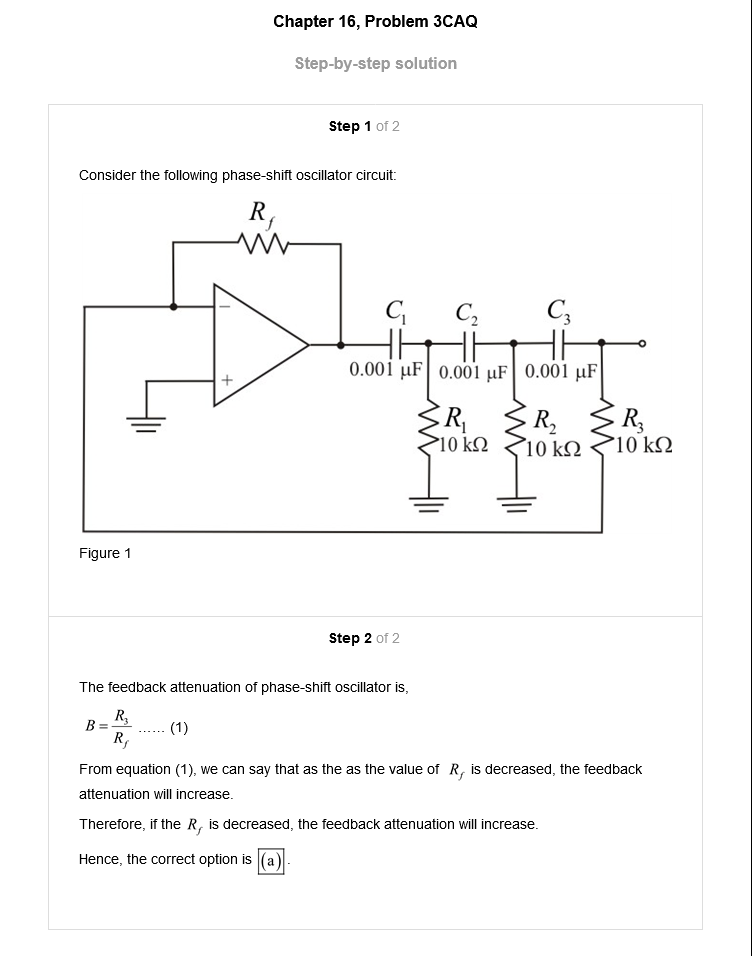 Chapter 16, Problem 3CAQ
Step-by-step solution
Step 1 of 2
Consider the following phase-shift oscillator circuit:
R_f
−
+
C_1 C_2 C_3
0.001 μF 0.001 μF 0.001 μF
R_1 R_2 R_3
10 kΩ 10 kΩ 10 kΩ
Figure 1
Step 2 of 2
The feedback attenuation of phase-shift oscillator is,
B = R_3 / R_f ...... (1)
From equation (1), we can say that as the as the value of R_f is decreased, the feedback
attenuation will increase.
Therefore, if the R_f is decreased, the feedback attenuation will increase.
Hence, the correct option is (a).